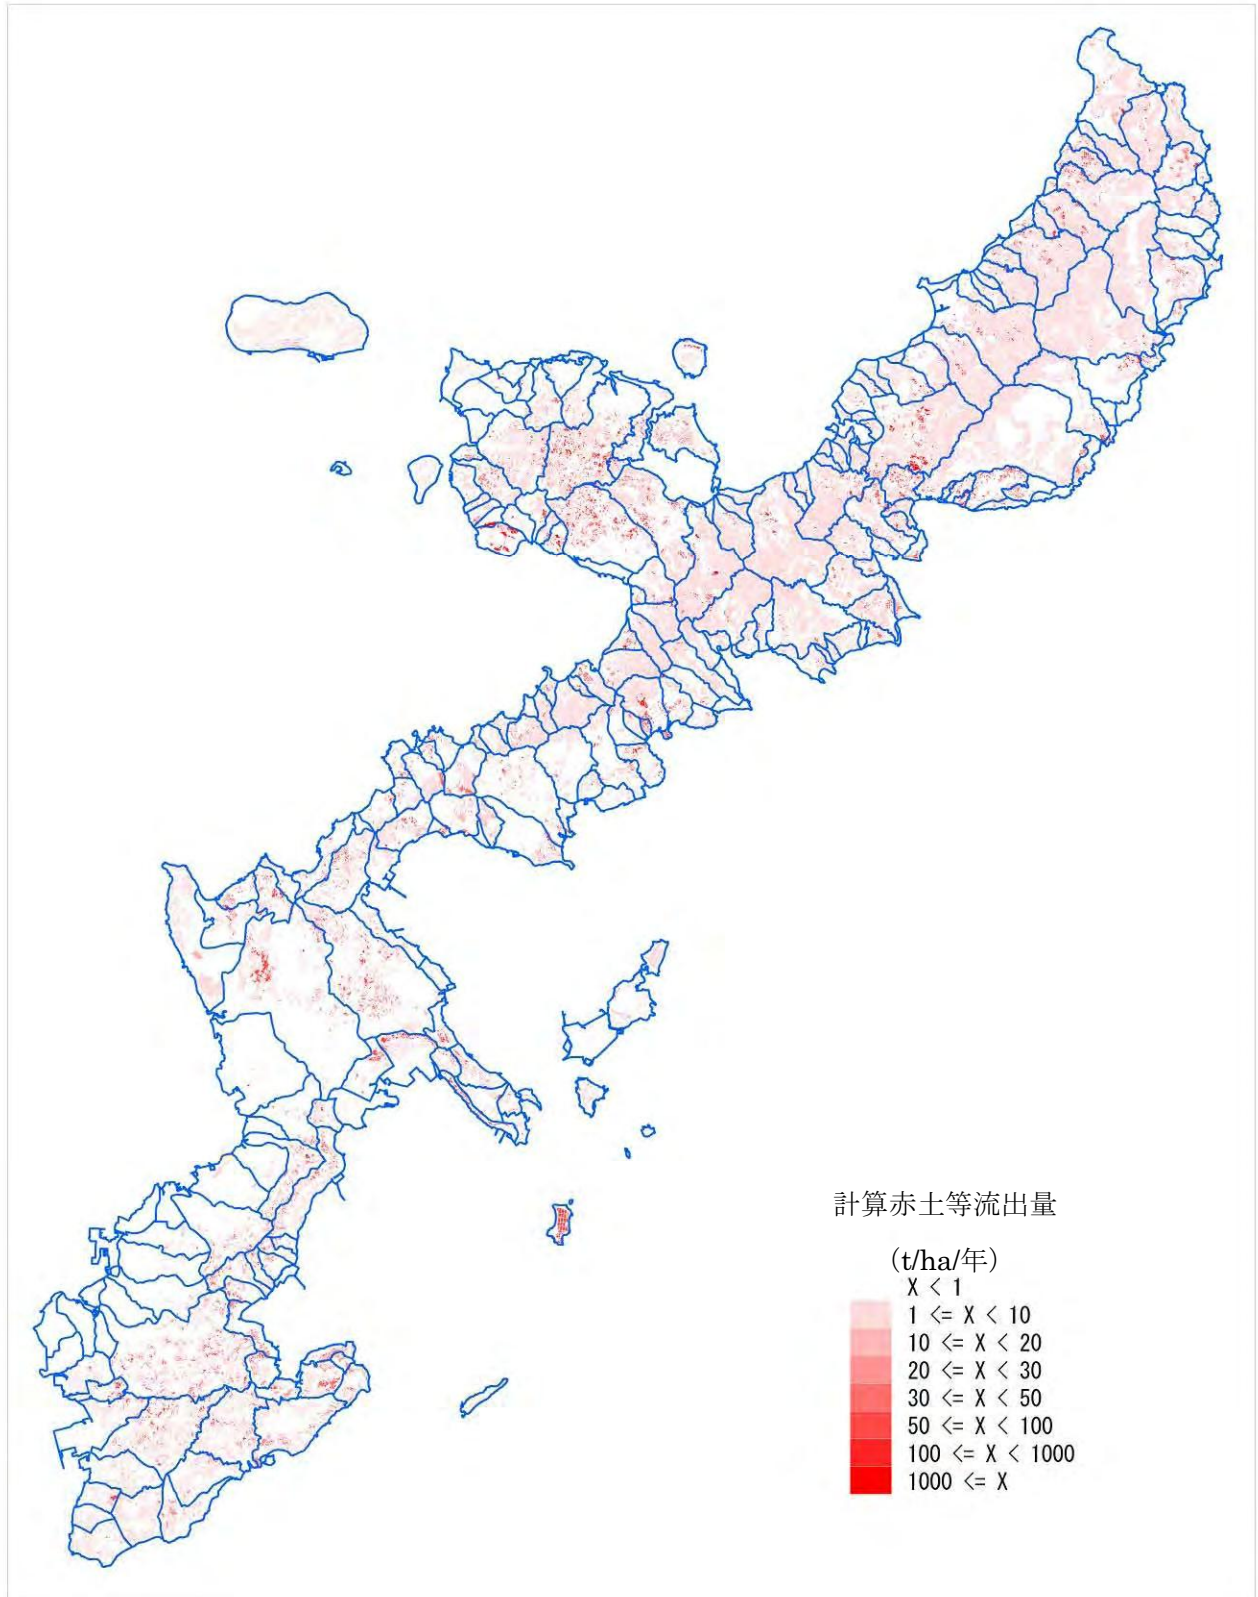 計算赤土等流出量
(t/ha/年)
X < 1
1 <= X < 10
10 <= X < 20
20 <= X < 30
30 <= X < 50
50 <= X < 100
100 <= X < 1000
1000 <= X